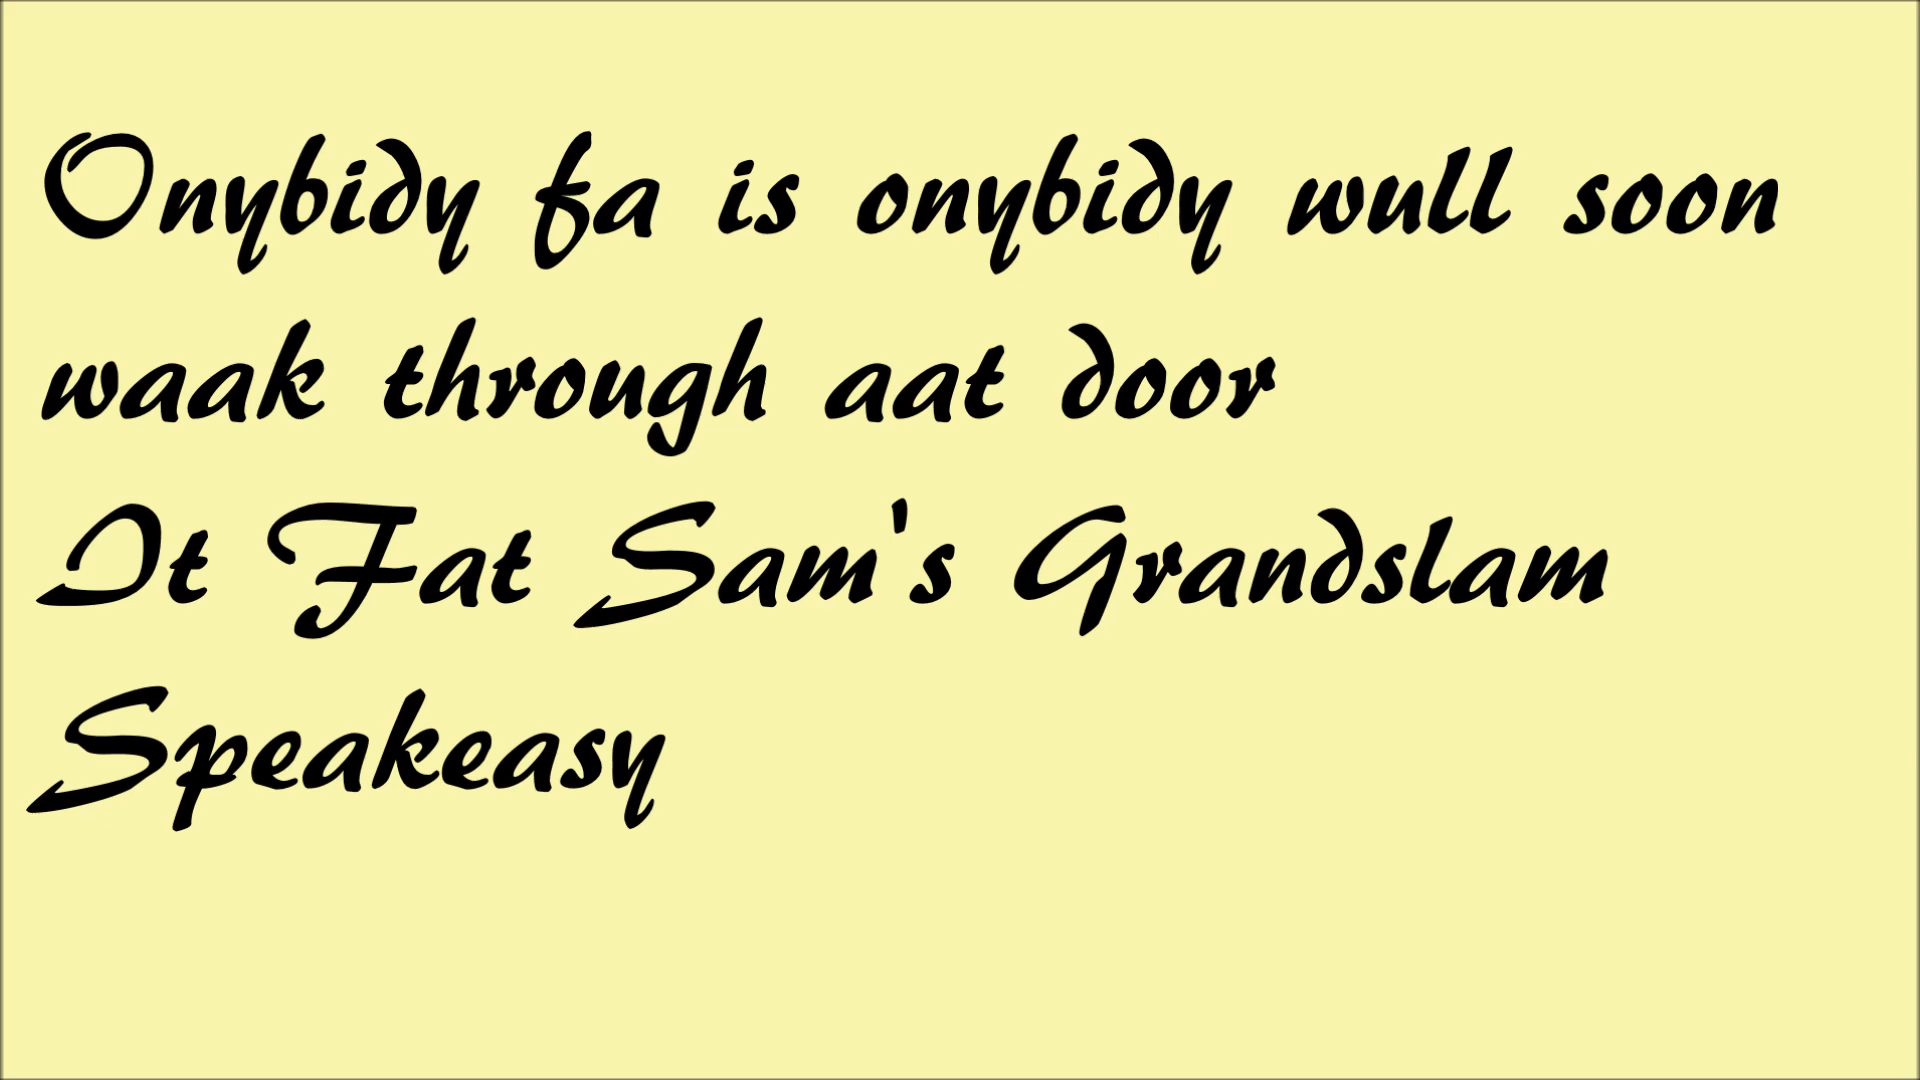 Onybidy fa is onybidy wull soon
waak through aat door
It Fat Sam's Grandslam
Speakeasy